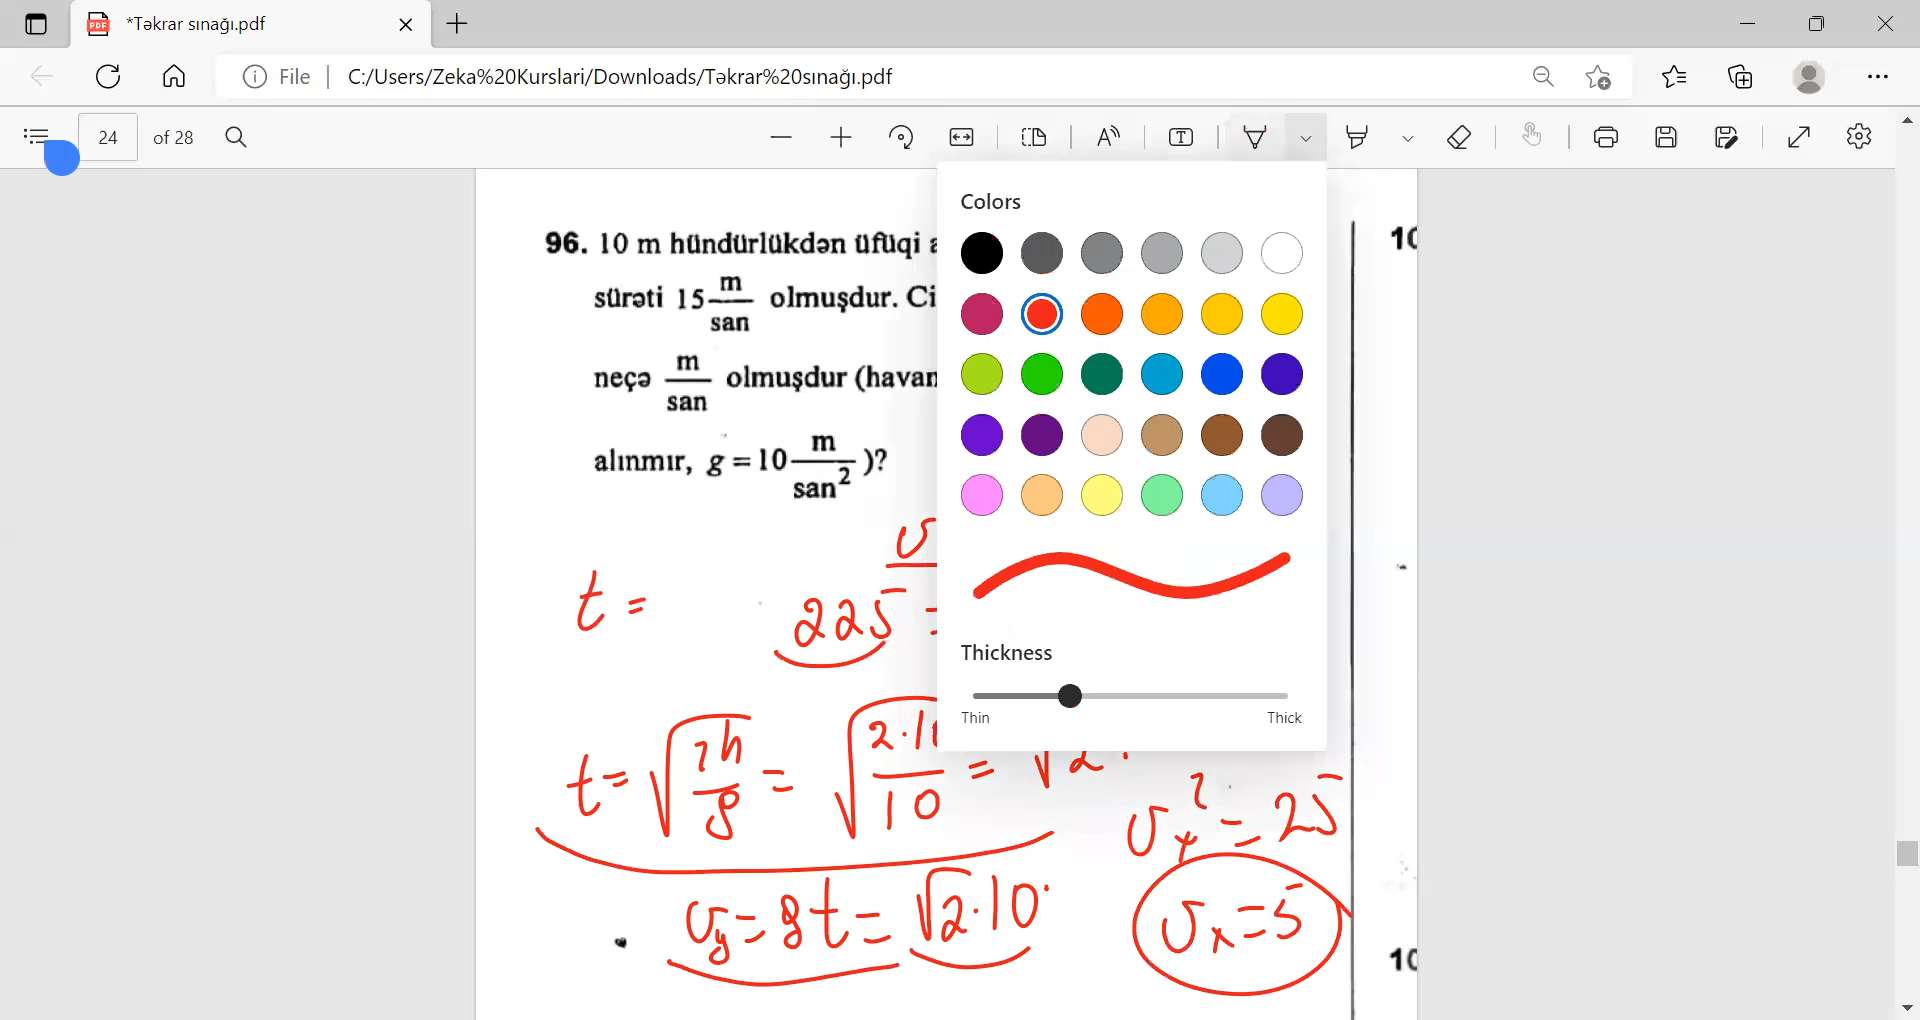 *Təkrar sınağı.pdf
File C:/Users/Zeka%20Kurslari/Downloads/Təkrar%20sınağı.pdf
24 of 28
Colors
96. 10 m hündürlükdən üfüqi
sürəti 15 m/san olmuşdur.
neçə m/san olmuşdur
alınmır, g = 10 m/san² )?
10
t =
225 =
Thickness
Thin Thick
t = √2h/g = √2·10/10 = √2
υx² = 25
υy = gt = √2·10
υx = 5
10